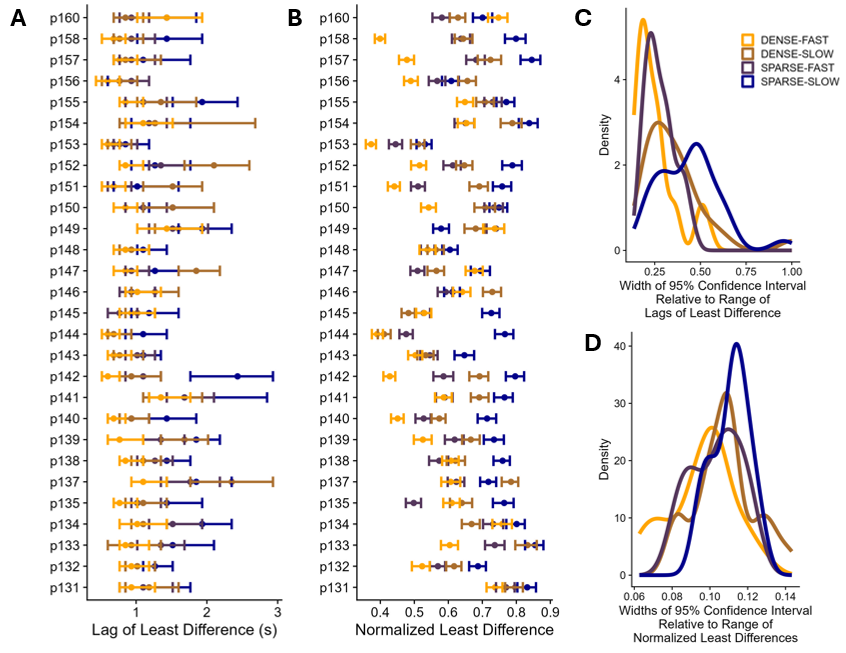 A
p160
p158
p157
p156
p155
p154
p153
p152
p151
p150
p149
p148
p147
p146
p145
p144
p143
p142
p141
p140
p139
p138
p137
p135
p134
p133
p132
p131
1 2 3
Lag of Least Difference (s)
B
p160
p158
p157
p156
p155
p154
p153
p152
p151
p150
p149
p148
p147
p146
p145
p144
p143
p142
p141
p140
p139
p138
p137
p135
p134
p133
p132
p131
0.4 0.5 0.6 0.7 0.8 0.9
Normalized Least Difference
C
DENSE-FAST
DENSE-SLOW
SPARSE-FAST
SPARSE-SLOW
Density
4
2
0
0.25 0.50 0.75 1.00
Width of 95% Confidence Interval
Relative to Range of
Lags of Least Difference
D
Density
40
30
20
10
0
0.06 0.08 0.10 0.12 0.14
Widths of 95% Confidence Interval
Relative to Range of
Normalized Least Differences